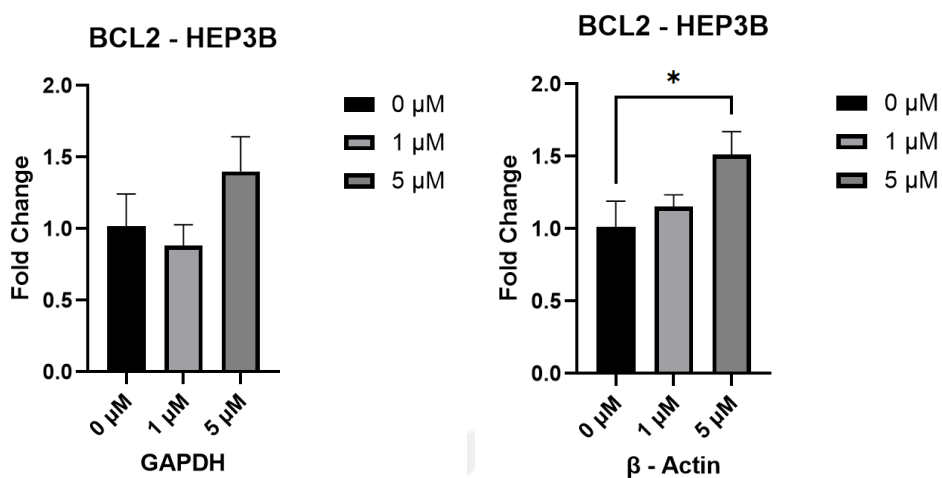 BCL2 - HEP3B
Fold Change
2.0
1.5
1.0
0.5
0.0
0 µM
1 µM
5 µM
GAPDH
0 µM
1 µM
5 µM
BCL2 - HEP3B
Fold Change
2.0
1.5
1.0
0.5
0.0
*
0 µM
1 µM
5 µM
β - Actin
0 µM
1 µM
5 µM